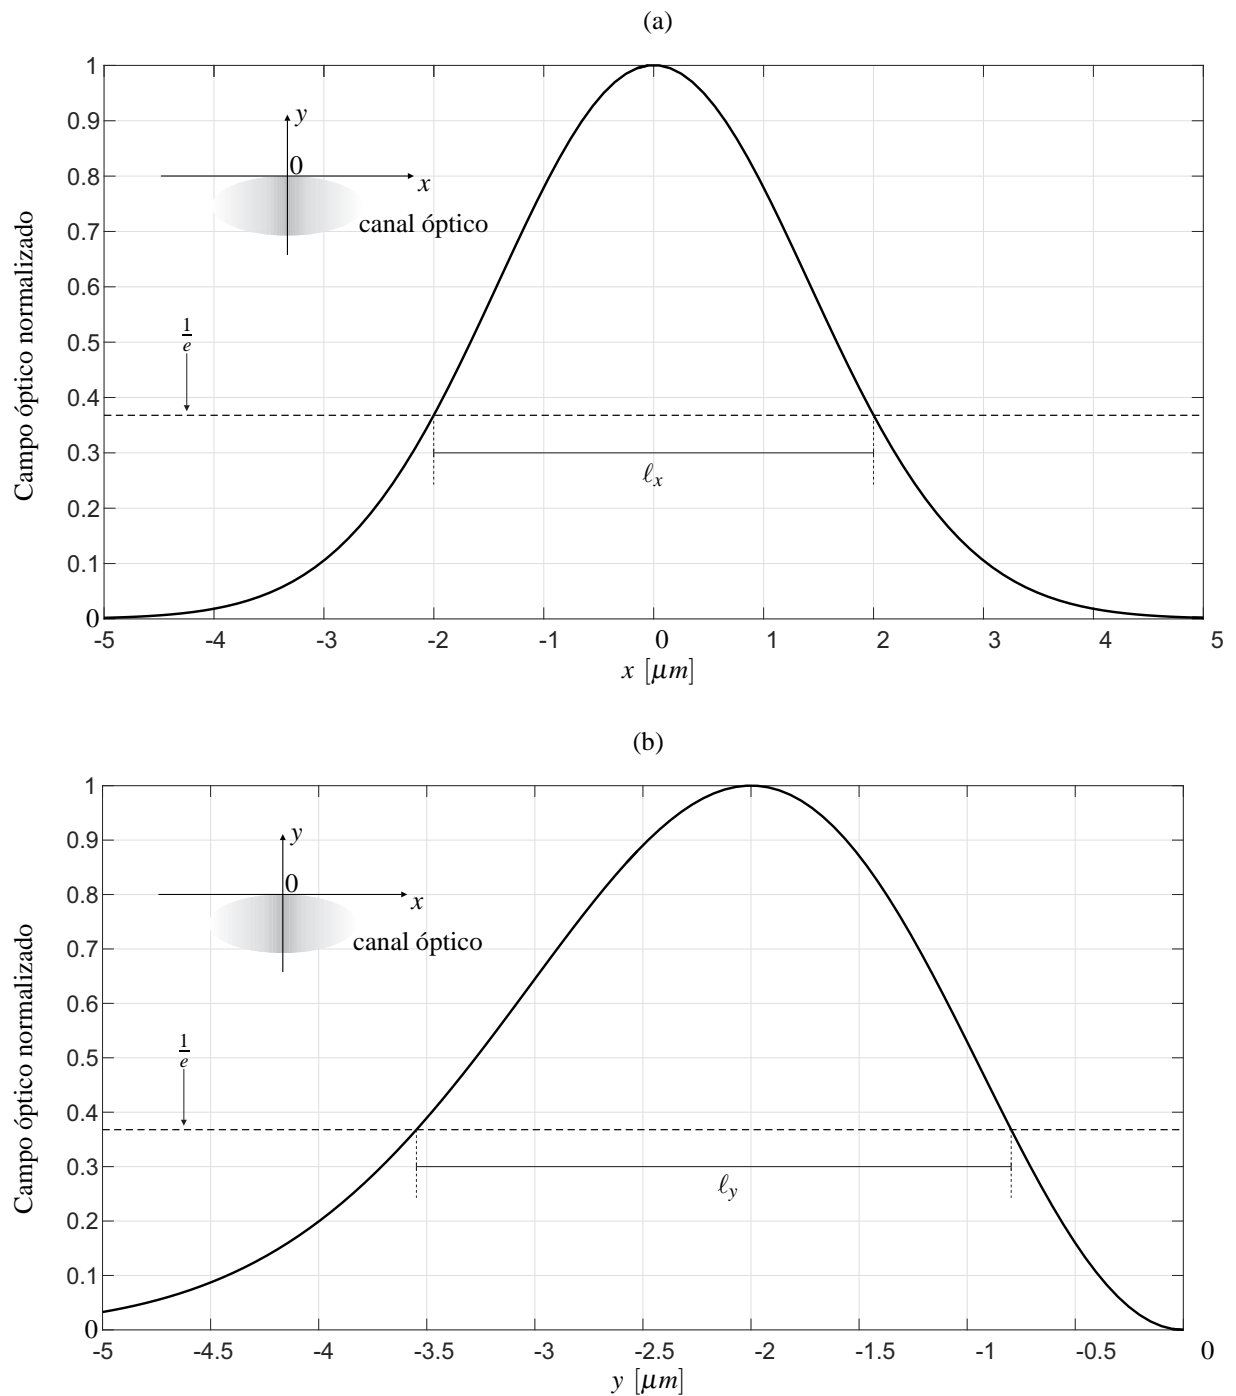 (a)
1
0.9
0.8
0.7
0.6
0.5
0.4
0.3
0.2
0.1
0
Campo óptico normalizado
y
0
x
canal óptico
1
e
ℓx
-5 -4 -3 -2 -1 0 1 2 3 4 5
x [μm]
(b)
1
0.9
0.8
0.7
0.6
0.5
0.4
0.3
0.2
0.1
0
Campo óptico normalizado
y
0
x
canal óptico
1
e
ℓy
-5 -4.5 -4 -3.5 -3 -2.5 -2 -1.5 -1 -0.5 0
y [μm]